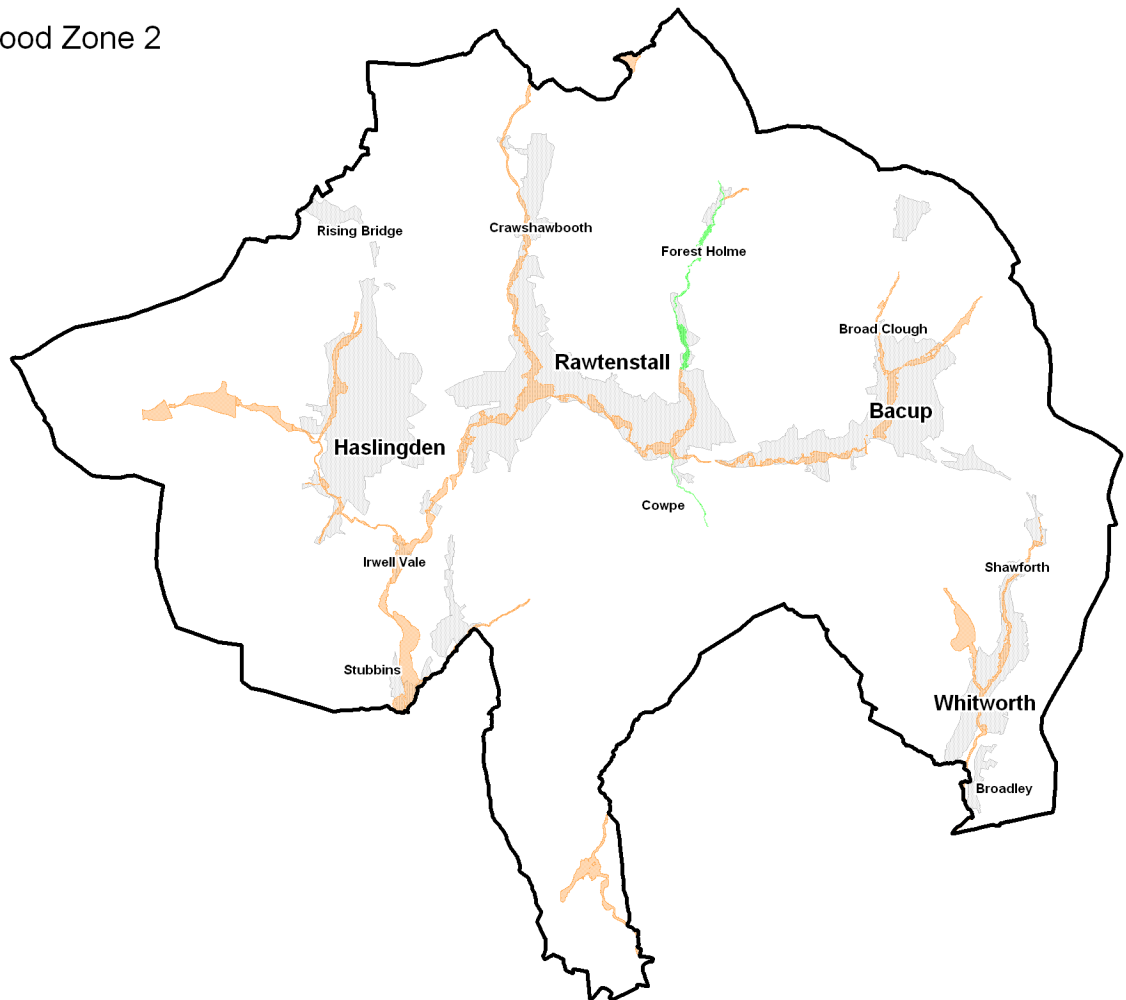 ood Zone 2
Crawshawbooth
Rising Bridge
Forest Holme
Broad Clough
Rawtenstall
Bacup
Haslingden
Cowpe
Irwell Vale
Shawforth
Stubbins
Whitworth
Broadley